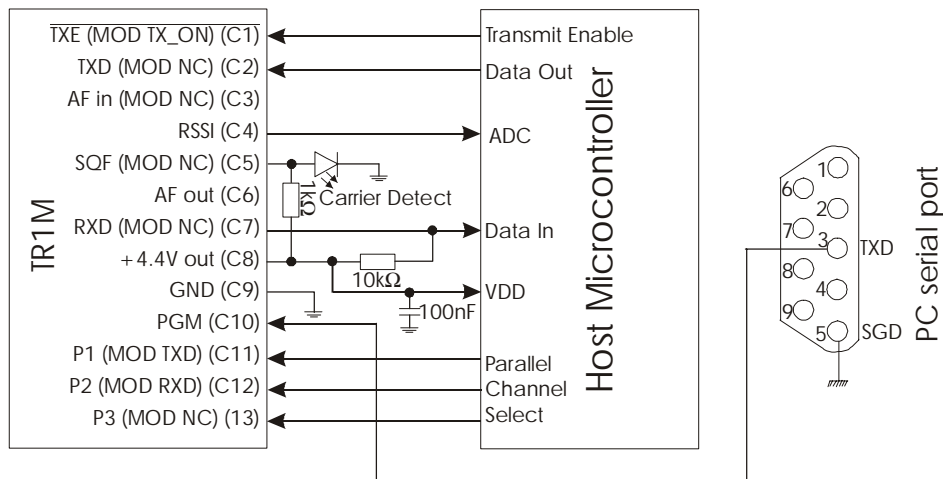 TXE (MOD TX_ON) (C1)
TXD (MOD NC) (C2)
AF in (MOD NC) (C3)
RSSI (C4)
SQF (MOD NC) (C5)
AF out (C6)
RXD (MOD NC) (C7)
+4.4V out (C8)
GND (C9)
PGM (C10)
P1 (MOD TXD) (C11)
P2 (MOD RXD) (C12)
P3 (MOD NC) (13)
TR1M
1kΩ
Carrier Detect
10kΩ
100nF
Transmit Enable
Data Out
ADC
Data In
VDD
Parallel
Channel
Select
Host Microcontroller
1
6
2
7
3
TXD
8
4
9
5
SGD
PC serial port